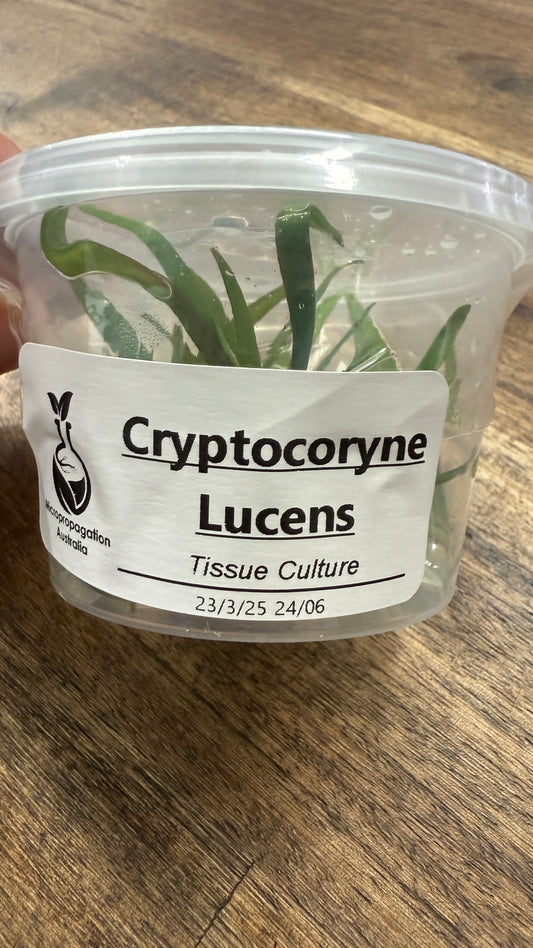 Cryptocoryne
Lucens
Micropropagation
Australia
Tissue Culture
23/3/25 24/06